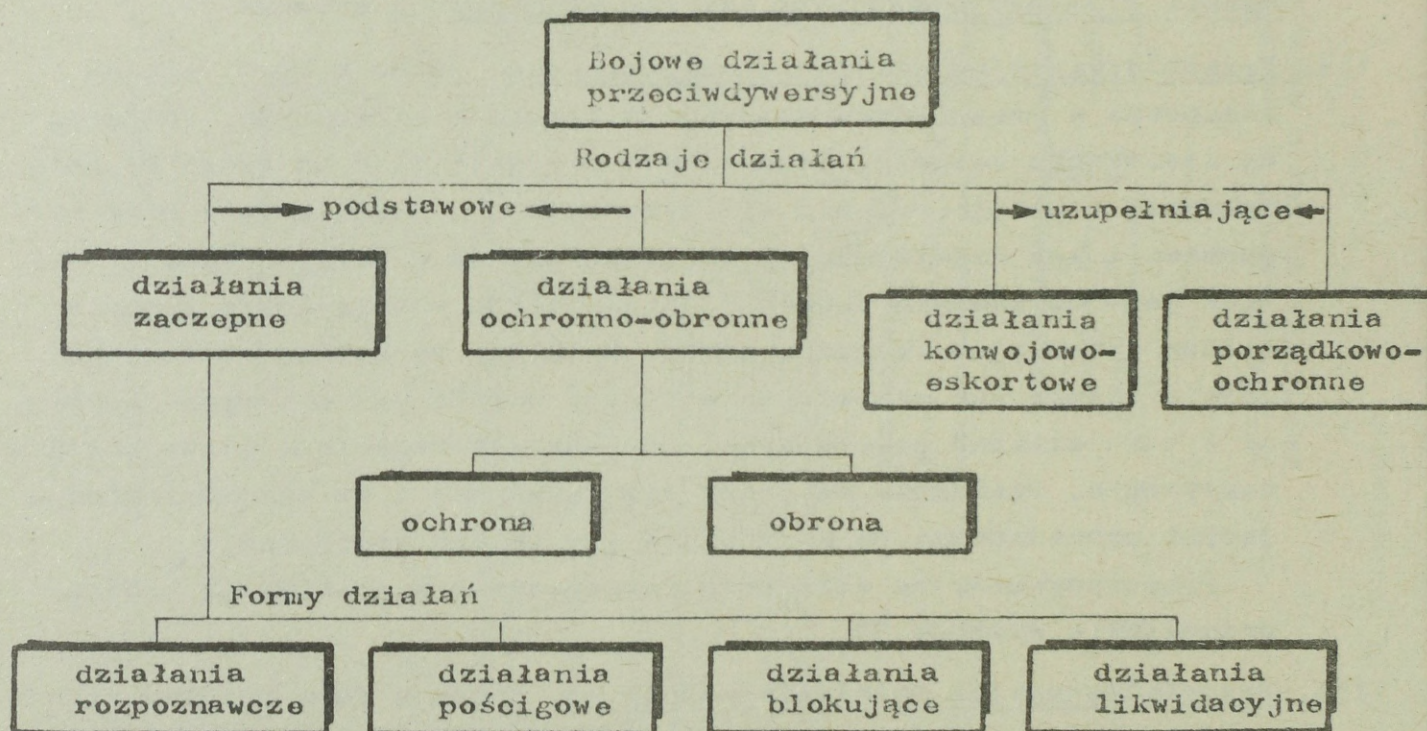 Bojowe działania
przeciwdywersyjne
Rodzaje działań
podstawowe
uzupełniające
działania
zaczepne
działania
ochronno-obronne
działania
konwojowo-
eskortowe
działania
porządkowo-
ochronne
ochrona
obrona
Formy działań
działania
rozpoznawcze
działania
pościgowe
działania
blokujące
działania
likwidacyjne